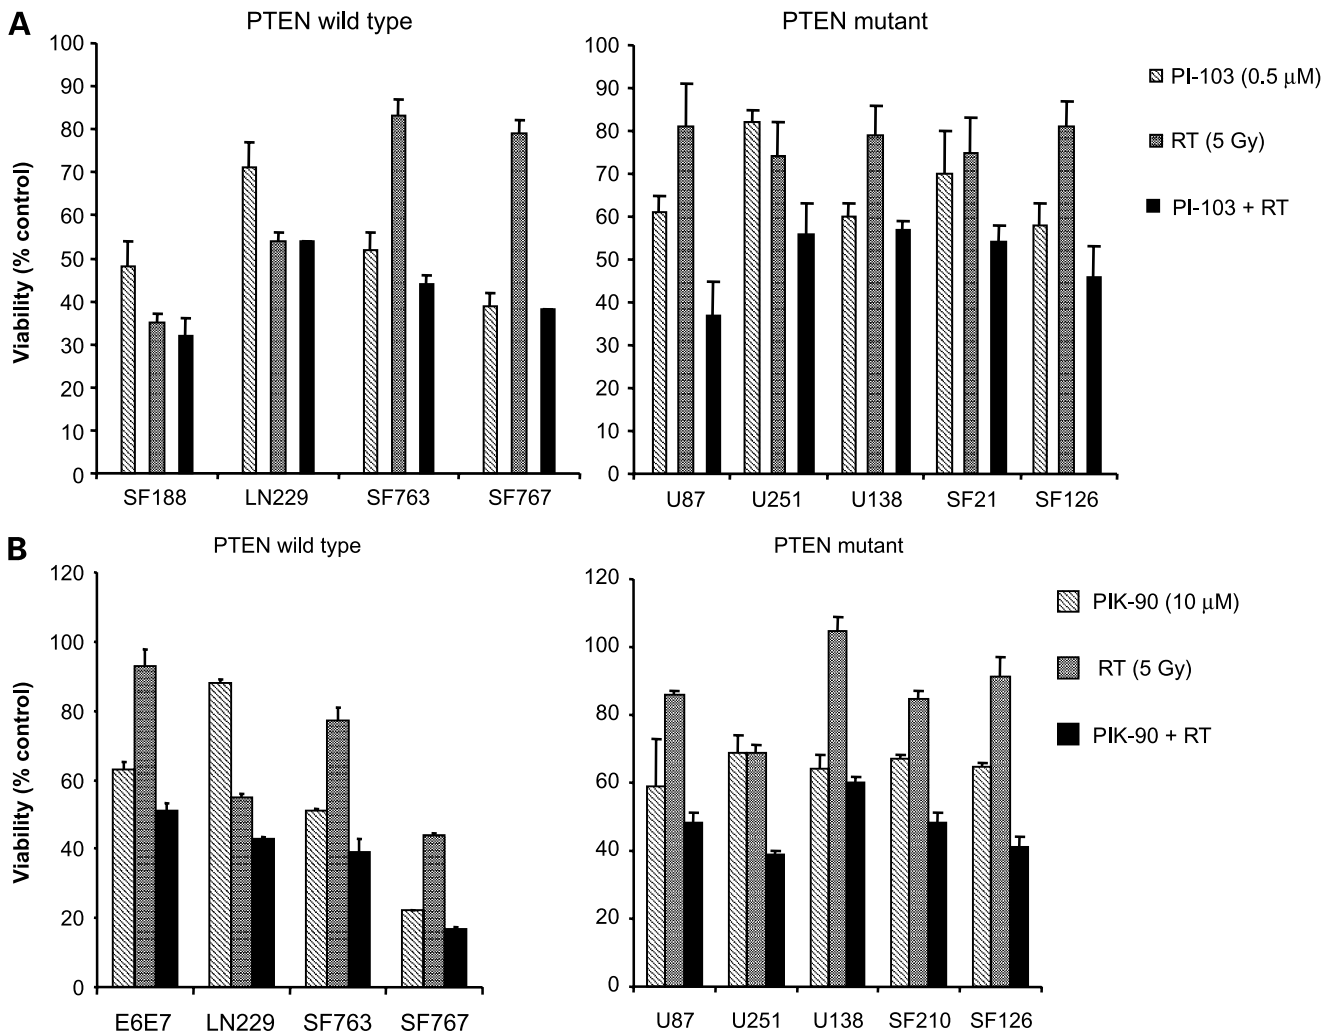 A
PTEN wild type
PTEN mutant
Viability (% control)
100
90
80
70
60
50
40
30
20
10
0
SF188 LN229 SF763 SF767
100
90
80
70
60
50
40
30
20
10
0
U87 U251 U138 SF21 SF126
PI-103 (0.5 μM)
RT (5 Gy)
PI-103 + RT
B
PTEN wild type
PTEN mutant
Viability (% control)
120
100
80
60
40
20
0
E6E7 LN229 SF763 SF767
120
100
80
60
40
20
0
U87 U251 U138 SF210 SF126
PIK-90 (10 μM)
RT (5 Gy)
PIK-90 + RT